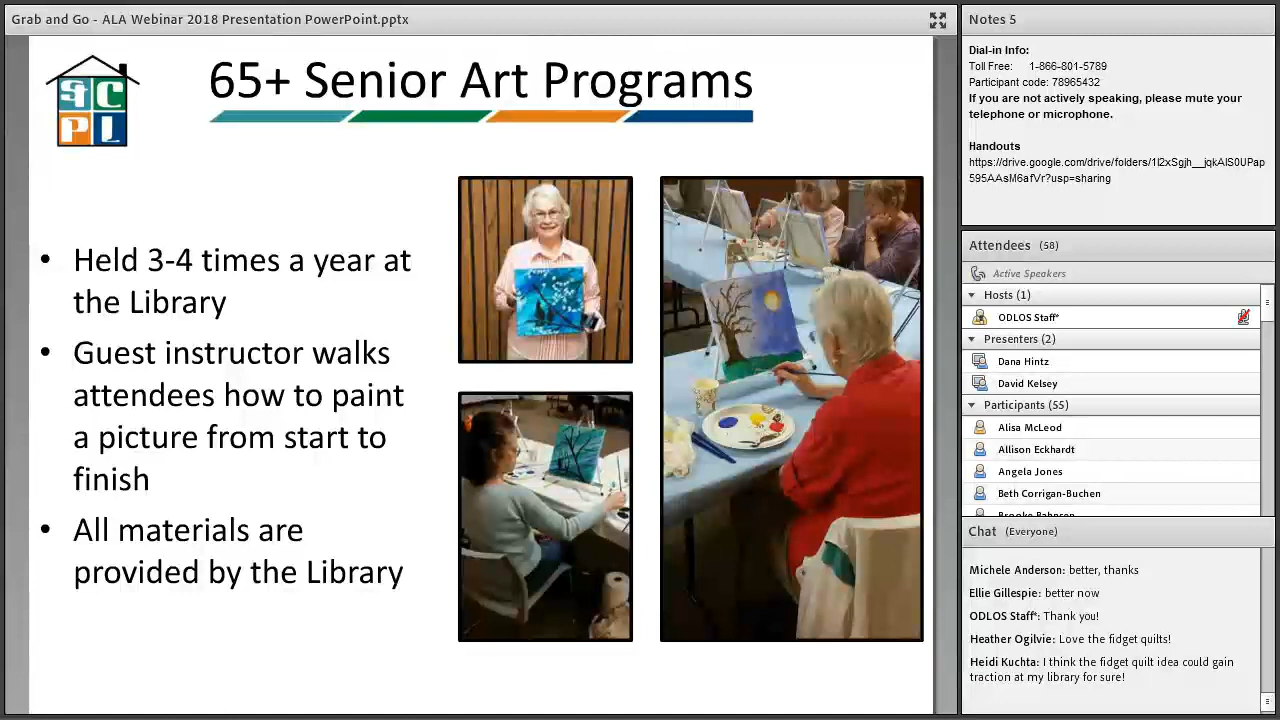 Grab and Go - ALA Webinar 2018 Presentation PowerPoint.pptx
65+ Senior Art Programs
• Held 3-4 times a year at
the Library
• Guest instructor walks
attendees how to paint
a picture from start to
finish
• All materials are
provided by the Library
Notes 5
Dial-in Info:
Toll Free: 1-866-801-5789
Participant code: 78965432
If you are not actively speaking, please mute your
telephone or microphone.
Handouts
https://drive.google.com/drive/folders/1l2xSgjh__jqkAlS0UPap
595AAsM6afVr?usp=sharing
Attendees (58)
Active Speakers
Hosts (1)
ODLOS Staff*
Presenters (2)
Dana Hintz
David Kelsey
Participants (55)
Alisa McLeod
Allison Eckhardt
Angela Jones
Beth Corrigan-Buchen
Chat (Everyone)
Michele Anderson: better, thanks
Ellie Gillespie: better now
ODLOS Staff*: Thank you!
Heather Ogilvie: Love the fidget quilts!
Heidi Kuchta: I think the fidget quilt idea could gain
traction at my library for sure!